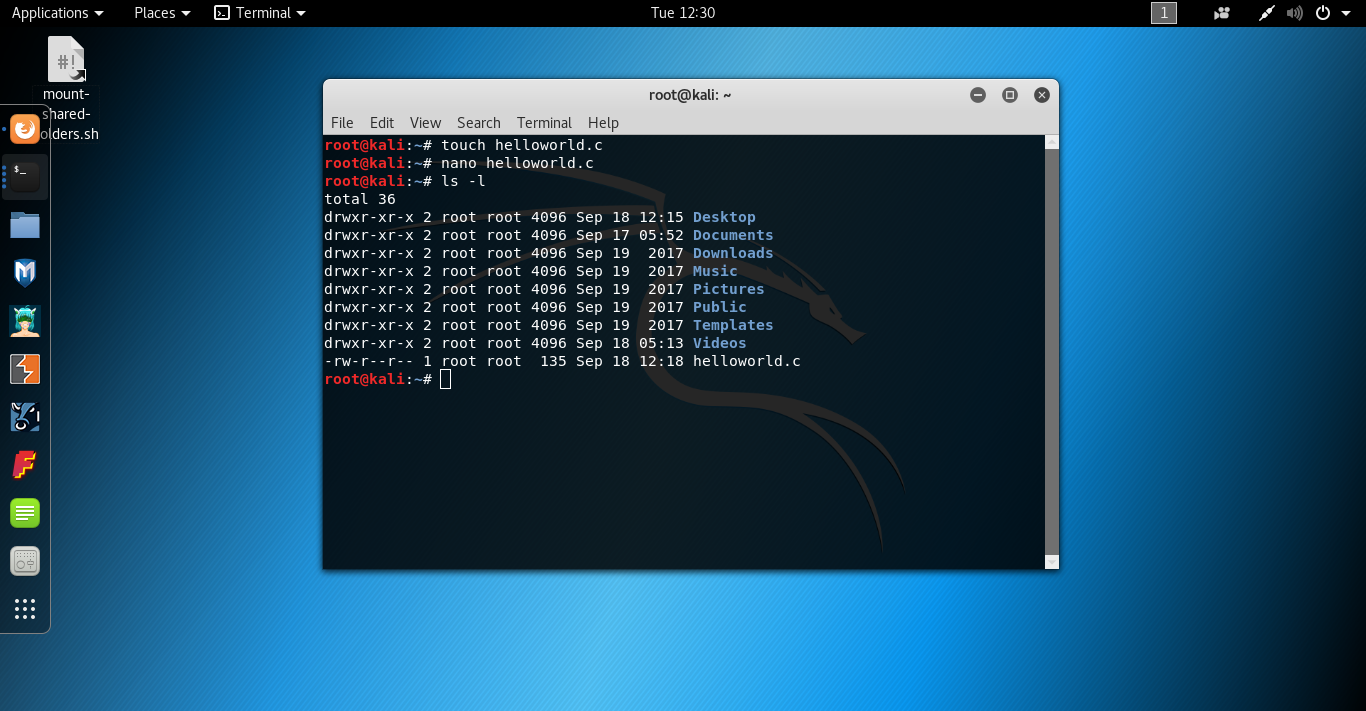 Applications Places Terminal Tue 12:30 1
#!
mount-
shared-
olders.sh
root@kali: ~
File Edit View Search Terminal Help
root@kali:~# touch helloworld.c
root@kali:~# nano helloworld.c
root@kali:~# ls -l
total 36
drwxr-xr-x 2 root root 4096 Sep 18 12:15 Desktop
drwxr-xr-x 2 root root 4096 Sep 17 05:52 Documents
drwxr-xr-x 2 root root 4096 Sep 19  2017 Downloads
drwxr-xr-x 2 root root 4096 Sep 19  2017 Music
drwxr-xr-x 2 root root 4096 Sep 19  2017 Pictures
drwxr-xr-x 2 root root 4096 Sep 19  2017 Public
drwxr-xr-x 2 root root 4096 Sep 19  2017 Templates
drwxr-xr-x 2 root root 4096 Sep 18 05:13 Videos
-rw-r--r-- 1 root root  135 Sep 18 12:18 helloworld.c
root@kali:~#
$_